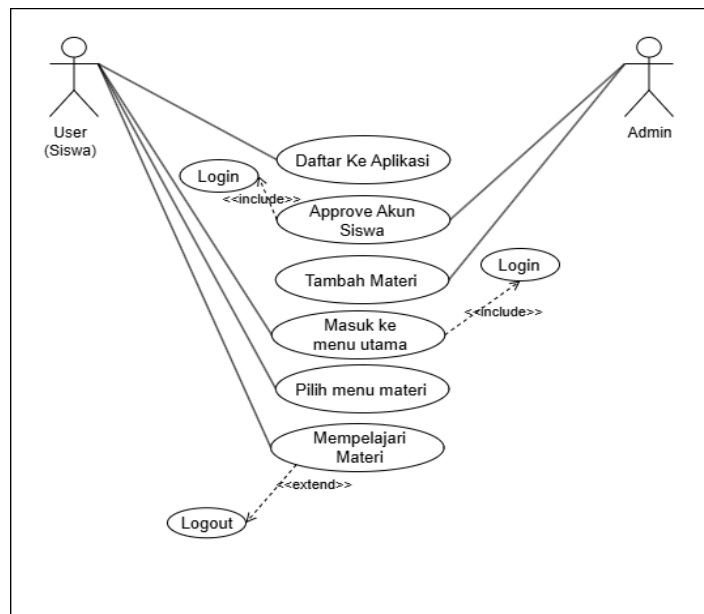 User
(Siswa)
Admin
Daftar Ke Aplikasi
Login
<<include>>
Approve Akun
Siswa
Tambah Materi
Login
<<include>>
Masuk ke
menu utama
Pilih menu materi
Mempelajari
Materi
<<extend>>
Logout